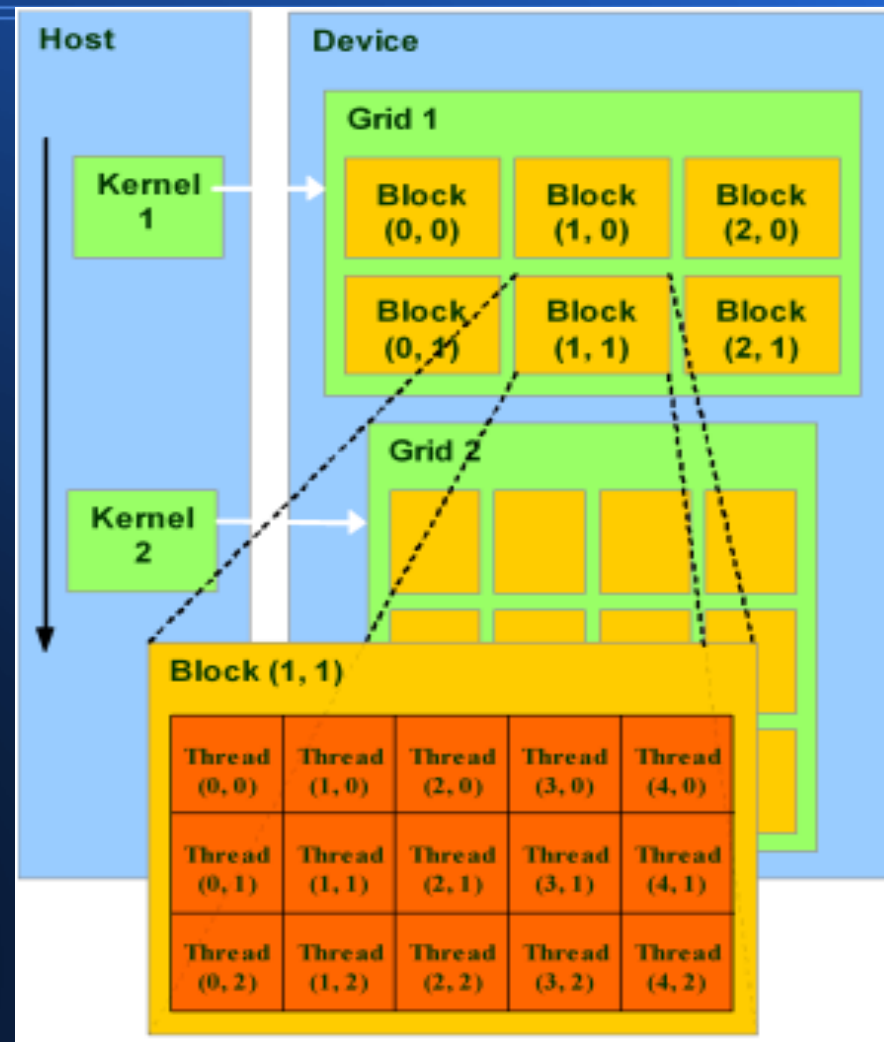 Host
Device
Grid 1
Kernel
1
Block
(0, 0)
Block
(1, 0)
Block
(2, 0)
Block
(0, 1)
Block
(1, 1)
Block
(2, 1)
Grid 2
Kernel
2
Block (1, 1)
Thread
(0, 0)
Thread
(1, 0)
Thread
(2, 0)
Thread
(3, 0)
Thread
(4, 0)
Thread
(0, 1)
Thread
(1, 1)
Thread
(2, 1)
Thread
(3, 1)
Thread
(4, 1)
Thread
(0, 2)
Thread
(1, 2)
Thread
(2, 2)
Thread
(3, 2)
Thread
(4, 2)